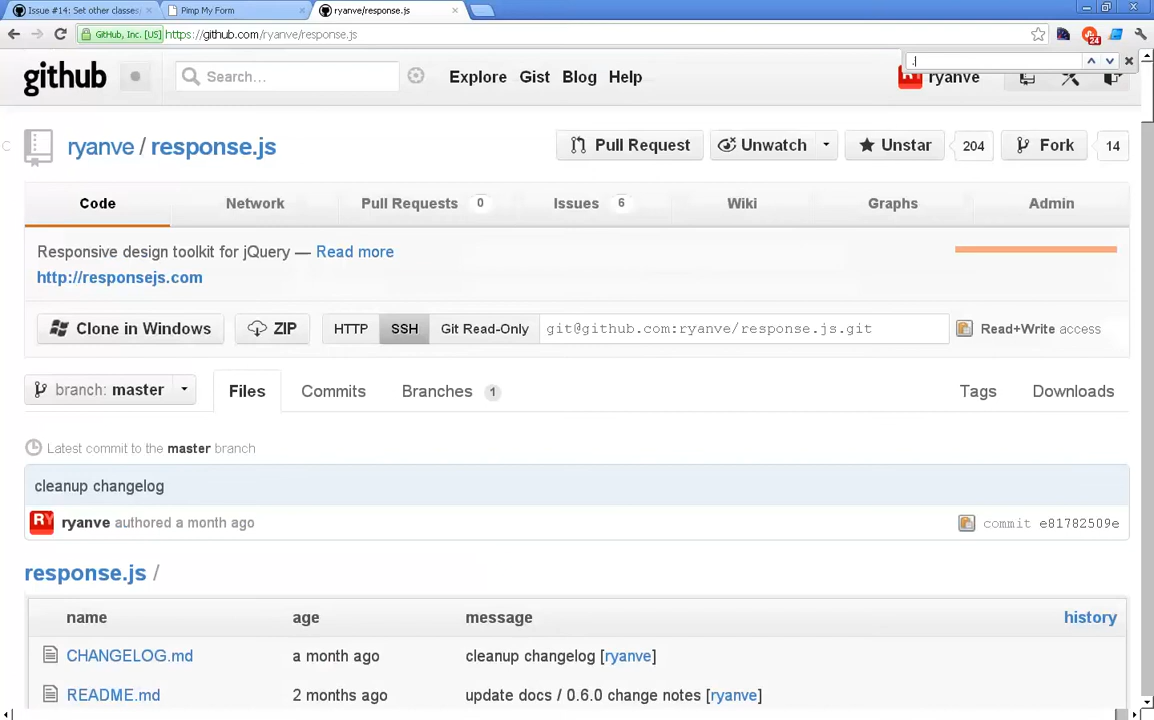 Issue #14: Set other classes
Pimp My Form
ryanve/response.js
GitHub, Inc. [US] https://github.com/ryanve/response.js
24
.
github
Search...
Explore Gist Blog Help
ryanve
ryanve / response.js
Pull Request
Unwatch
Unstar 204
Fork 14
Code
Network
Pull Requests 0
Issues 6
Wiki
Graphs
Admin
Responsive design toolkit for jQuery — Read more
http://responsejs.com
Clone in Windows
ZIP
HTTP SSH Git Read-Only git@github.com:ryanve/response.js.git
Read+Write access
branch: master
Files
Commits
Branches 1
Tags
Downloads
Latest commit to the master branch
cleanup changelog
RY ryanve authored a month ago
commit e81782509e
response.js /
name age message history
CHANGELOG.md a month ago cleanup changelog [ryanve]
README.md 2 months ago update docs / 0.6.0 change notes [ryanve]